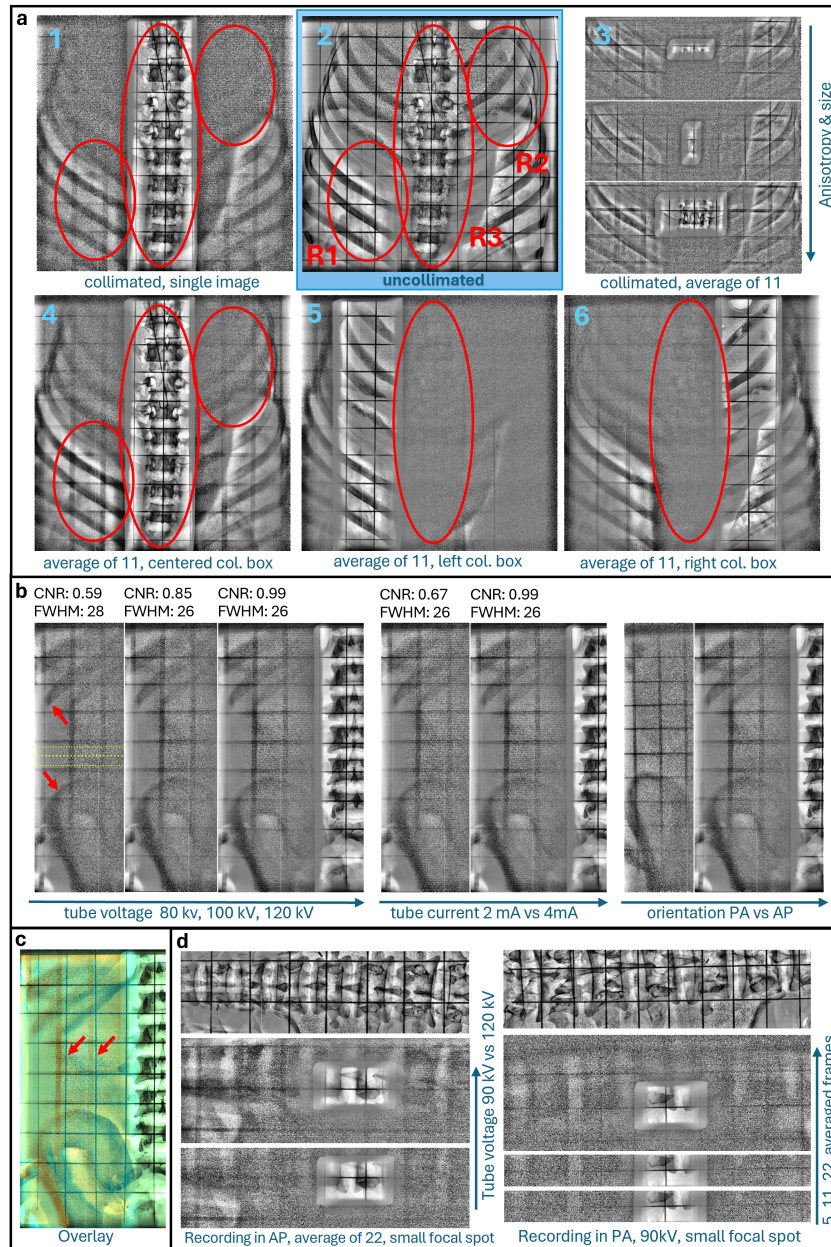 a
1
2
3
R1
R2
R3
Anisotropy & size
collimated, single image
uncollimated
collimated, average of 11
4
5
6
average of 11, centered col. box
average of 11, left col. box
average of 11, right col. box
b
CNR: 0.59
FWHM: 28
CNR: 0.85
FWHM: 26
CNR: 0.99
FWHM: 26
CNR: 0.67
FWHM: 26
CNR: 0.99
FWHM: 26
tube voltage 80 kv, 100 kV, 120 kV
tube current 2 mA vs 4mA
orientation PA vs AP
c
Overlay
d
Tube voltage 90 kV vs 120 kV
Recording in AP, average of 22, small focal spot
5, 11, 22, averaged frames
Recording in PA, 90kV, small focal spot